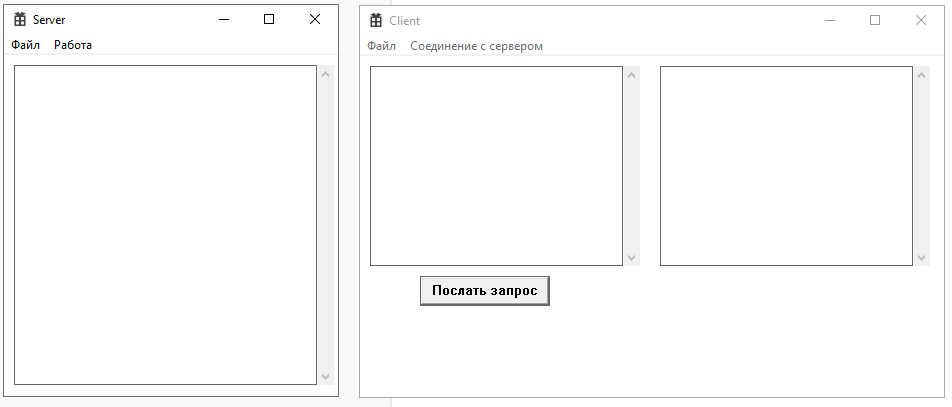 Server
Файл Работа
Client
Файл Соединение с сервером
Послать запрос